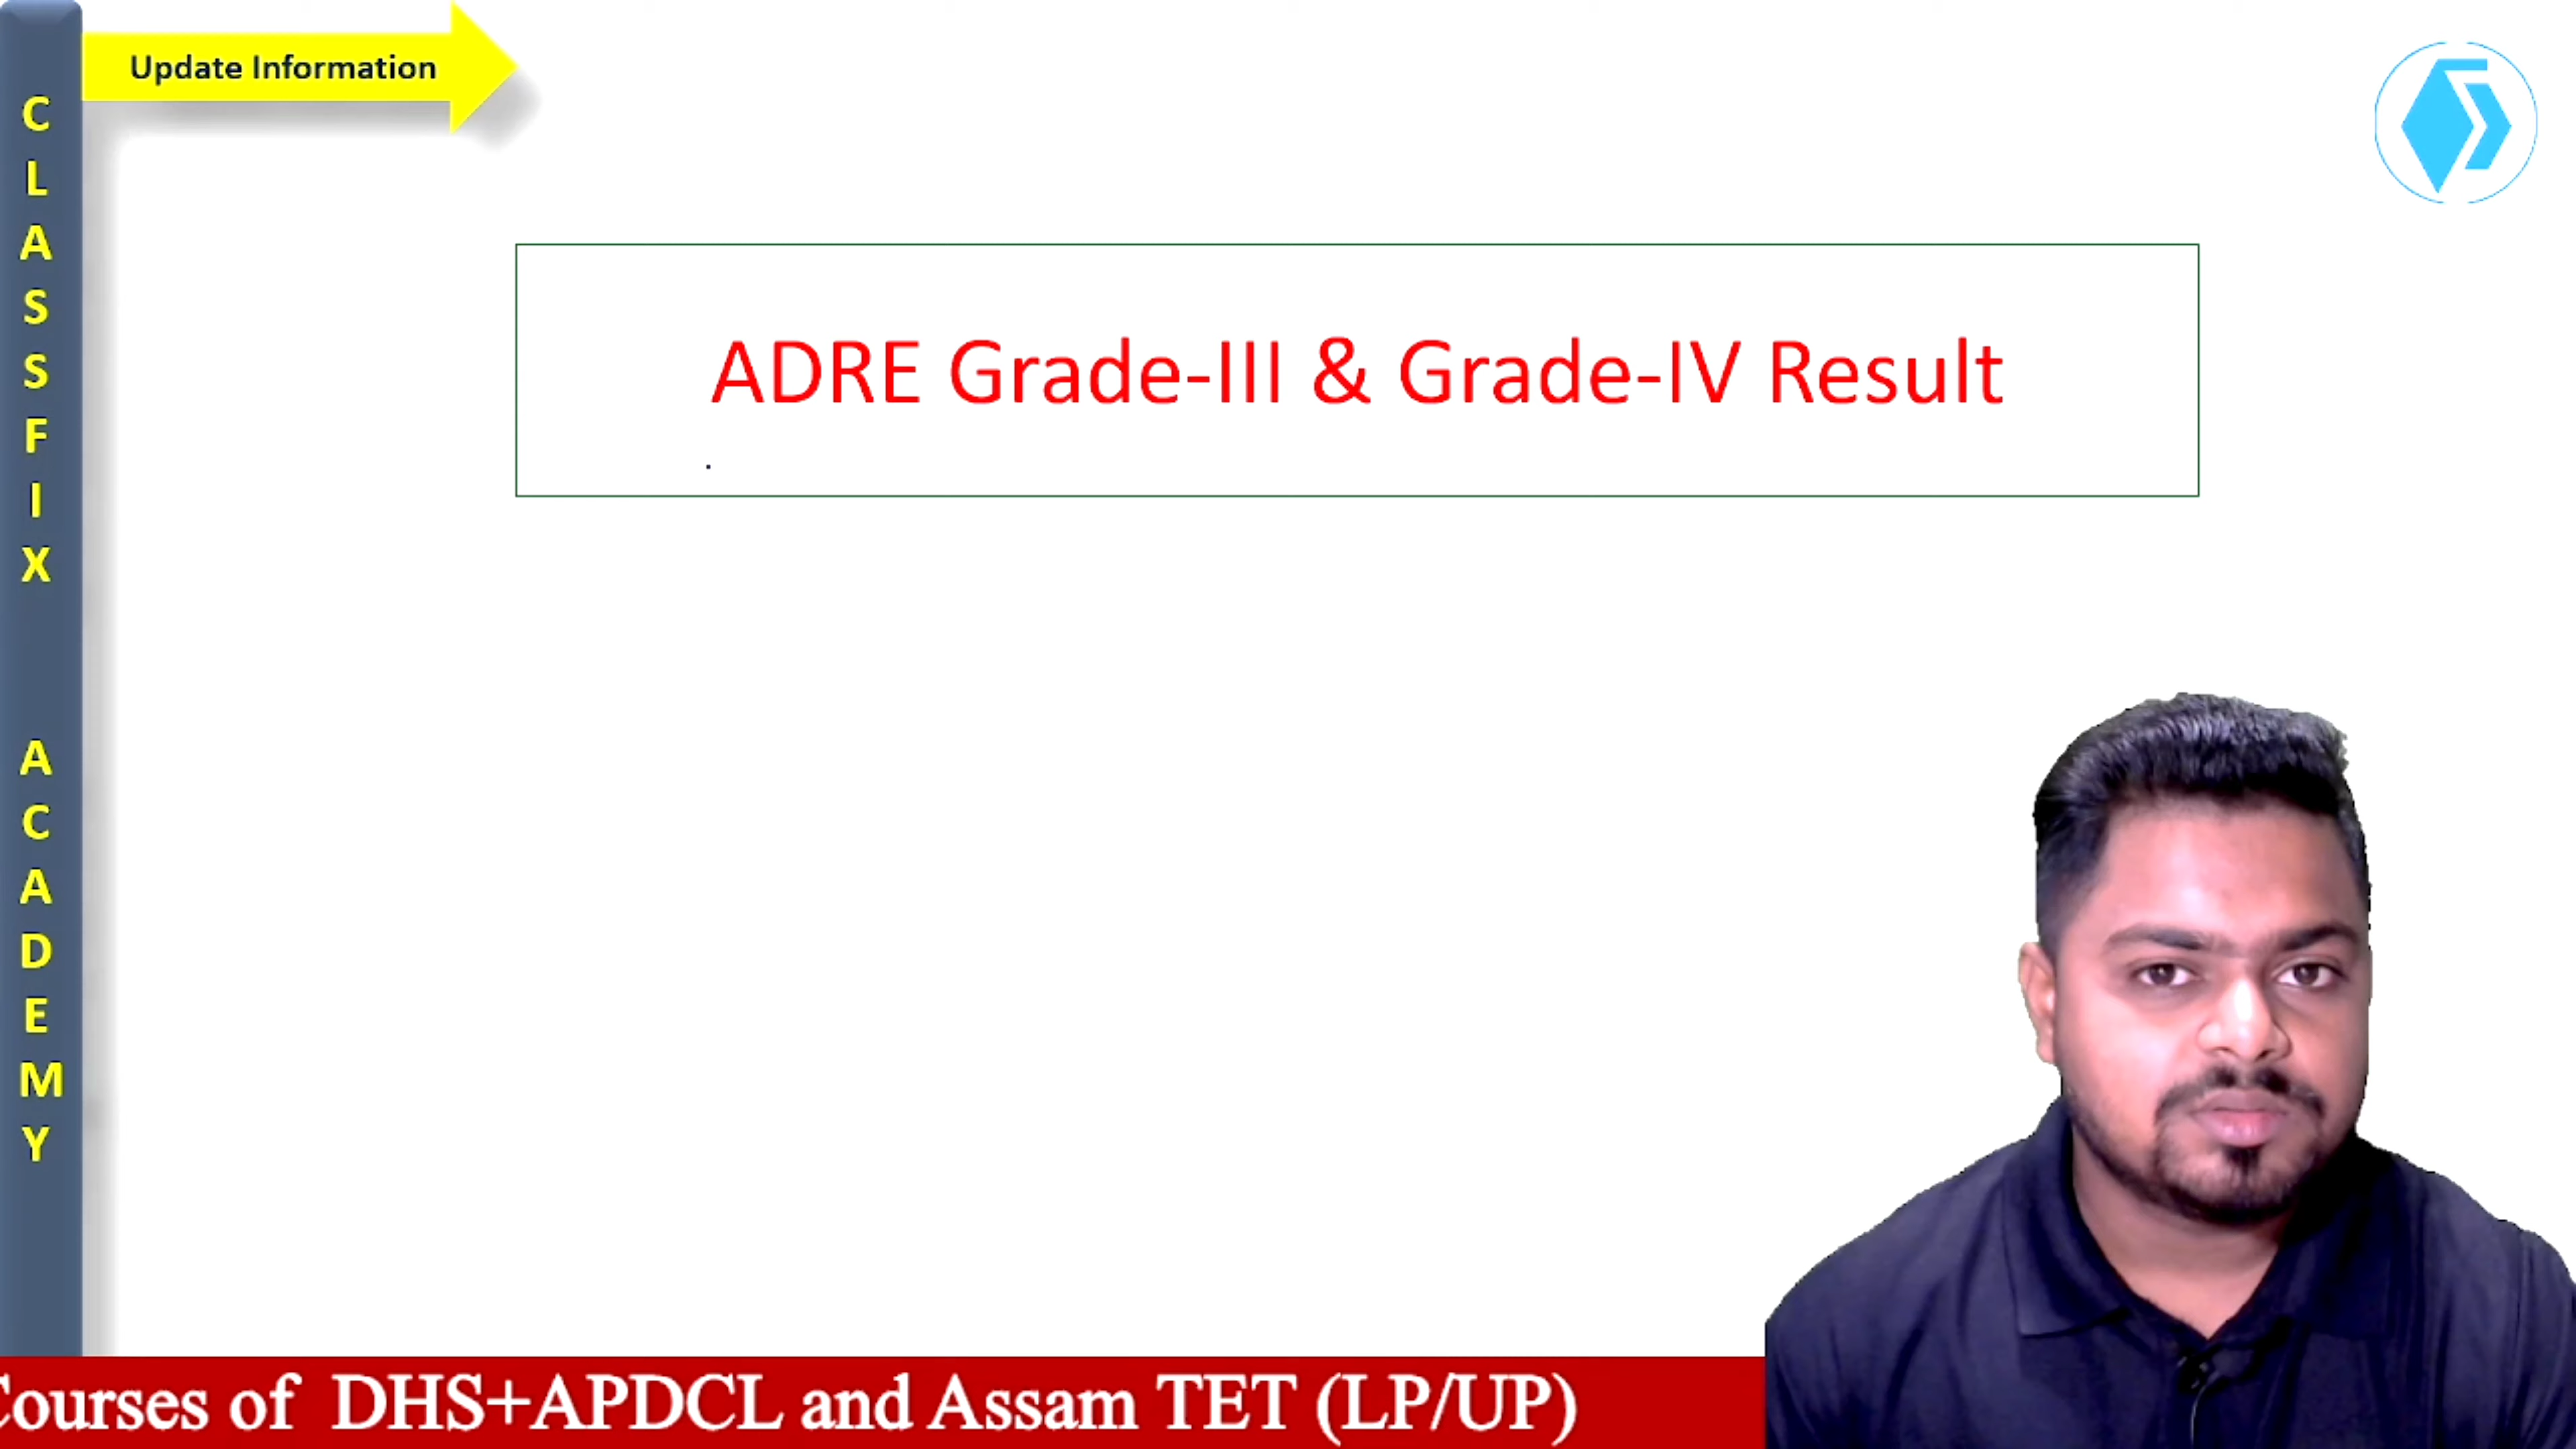 Update Information
CLASSFIX ACADEMY
ADRE Grade-III & Grade-IV Result
Courses of DHS+APDCL and Assam TET (LP/UP)